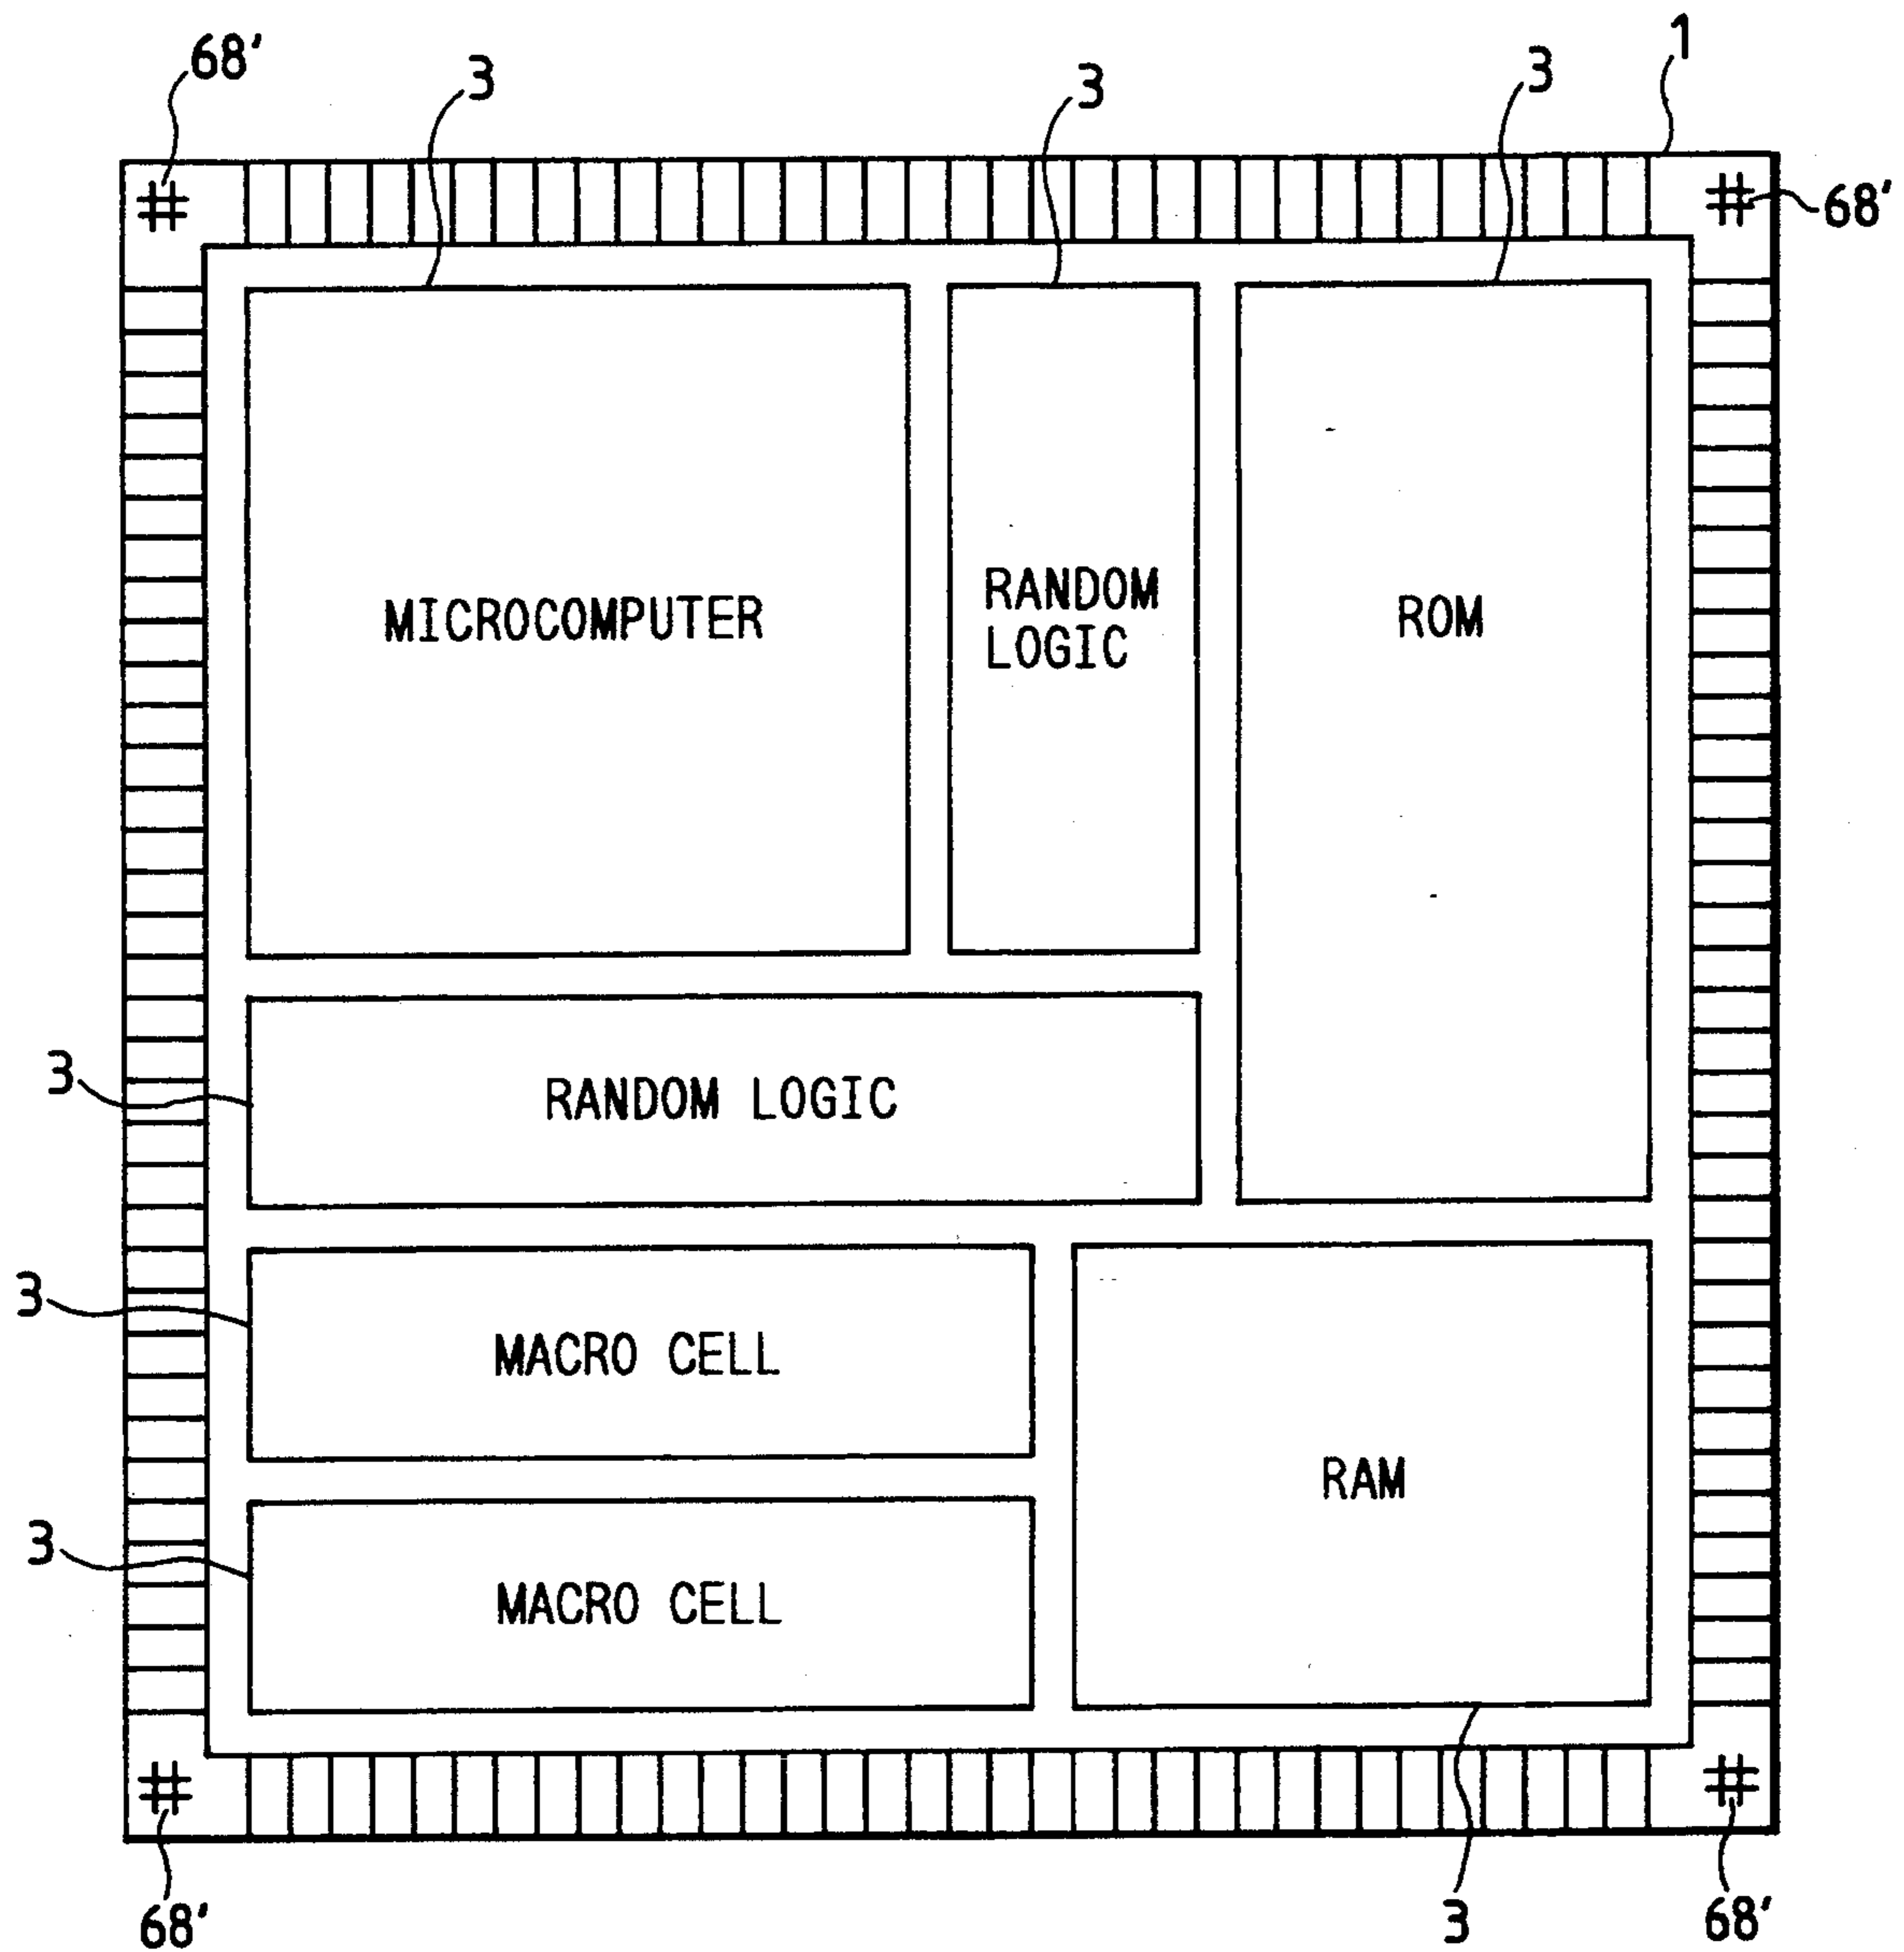 1
68'
3
3
3
68'
MICROCOMPUTER
RANDOM
LOGIC
ROM
3
RANDOM LOGIC
3
MACRO CELL
RAM
3
MACRO CELL
68'
3
68'